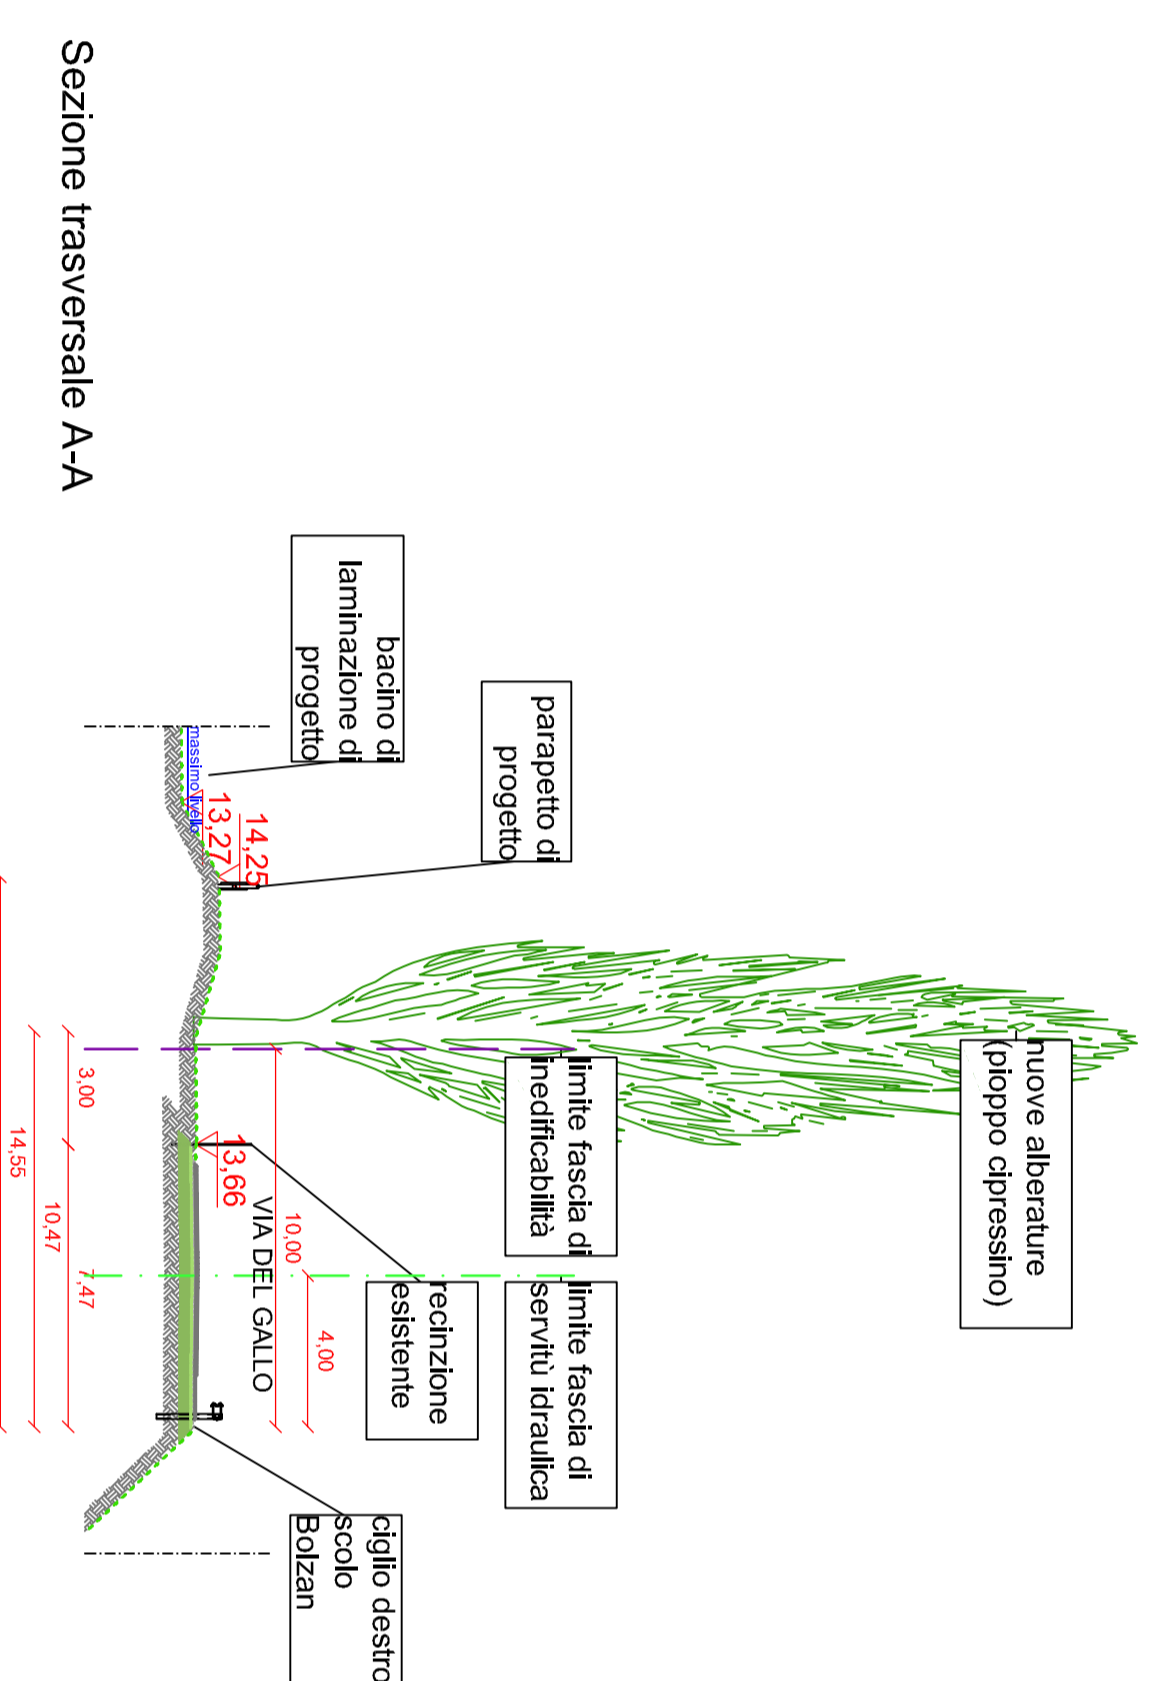 Sezione trasversale A-A
bacino di
laminazione di
progetto
parapetto di
progetto
nuove alberature
(pioppo cipressino)
limite fascia di
inedificabilità
limite fascia di
servitù idraulica
recinzione
esistente
ciglio destro
scolo
Bolzan
massimo livello
14,25
13,27
13,66
VIA DEL GALLO
10,00
4,00
3,00
7,47
10,47
14,55